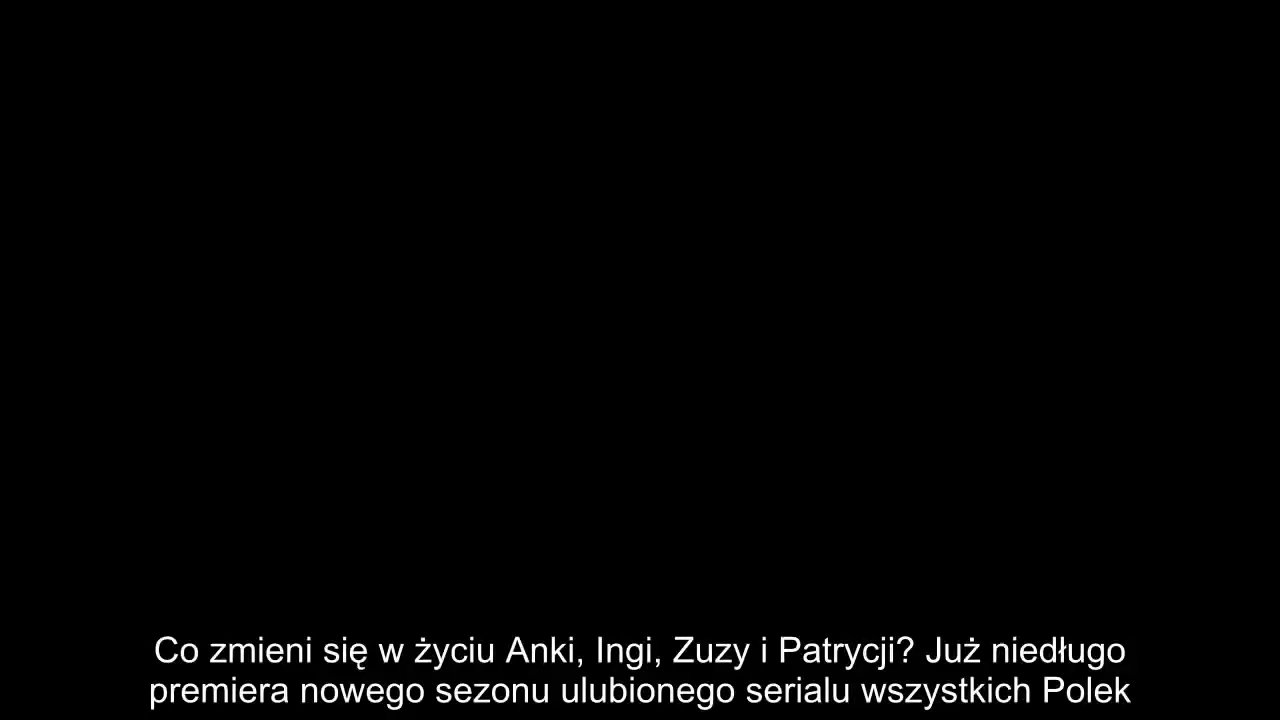 Co zmieni się w życiu Anki, Ingi, Zuzy i Patrycji? Już niedługo
premiera nowego sezonu ulubionego serialu wszystkich Polek